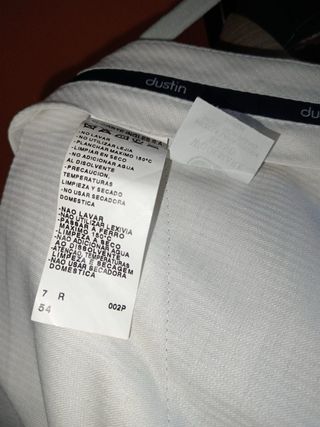 dustin
-NO LAVAR
-NO UTILIZAR LEJIA
-PLANCHAR MAXIMO 150°C
-LIMPIAR EN SECO
-NO ADICIONAR AGUA
AL DISOLVENTE
-PRECAUCION,
TEMPERATURAS
LIMPIEZA Y SECADO
-NO USAR SECADORA
DOMESTICA
-NAO LAVAR
-NAO UTILIZAR LEXIVIA
-PASSAR A FERRO
MAXIMO 150°C
-LIMPEZA A SECO
-NAO ADICIONAR AGUA
AO DISSOLVENTE
-ATENÇAO, TEMPERATURAS
LIMPEZA E SECAGEM
-NAO USAR SECADORA
DOMESTICA
7 R
54 002P
dustin